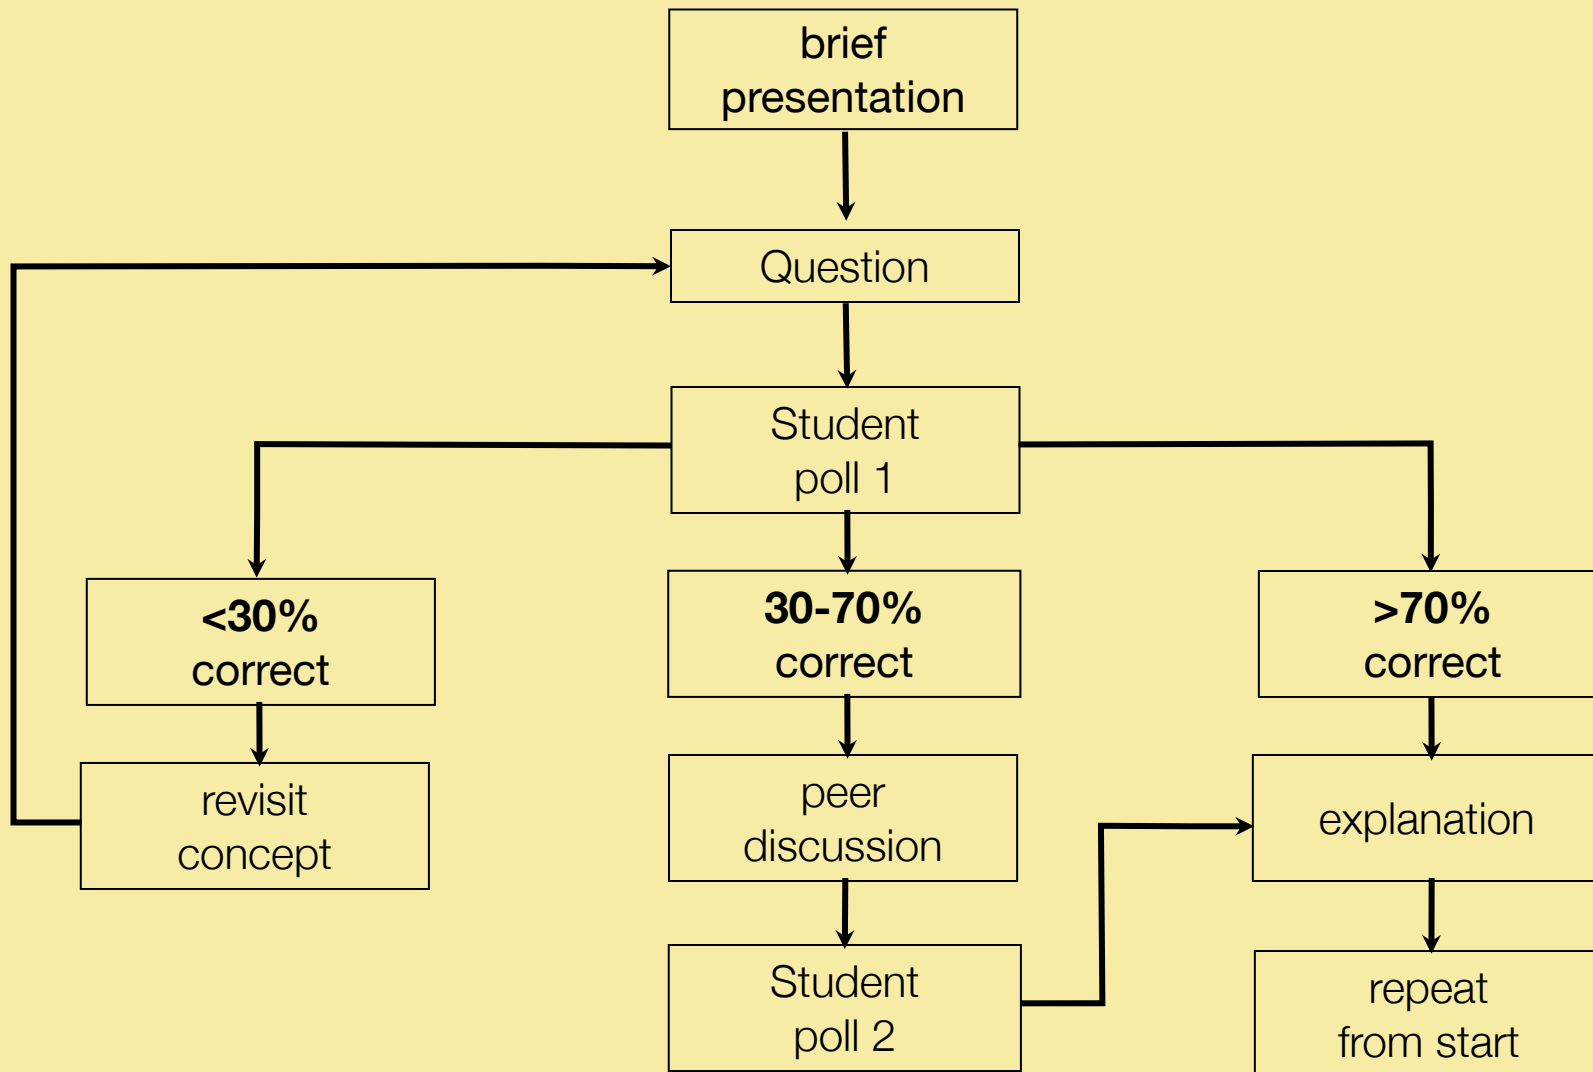 brief
presentation
Question
Student
poll 1
<30%
correct
30-70%
correct
>70%
correct
revisit
concept
peer
discussion
explanation
Student
poll 2
repeat
from start